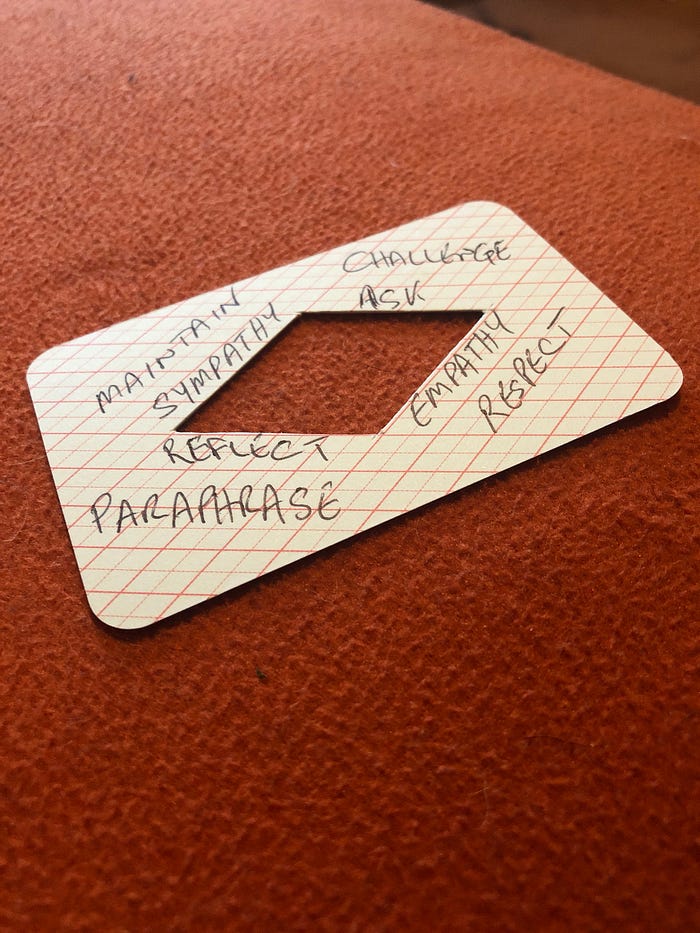 CHALLENGE
ASK
MAINTAIN
SYMPATHY
EMPATHY
RESPECT
REFLECT
PARAPHRASE